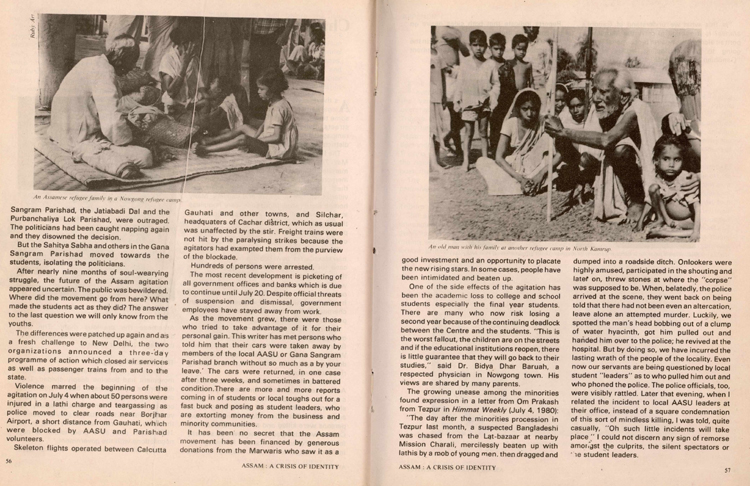 Rabi Ar
An Assamese refugee family in a Nowgong refugee camp.
Sangram Parishad, the Jatiabadi Dal and the
Purbanchaliya Lok Parishad, were outraged.
The politicians had been caught napping again
and they disowned the decision.
But the Sahitya Sabha and others in the Gana
Sangram Parishad moved towards the
students, isolating the politicians.
After nearly nine months of soul-wearying
struggle, the future of the Assam agitation
appeared uncertain. The public was bewildered.
Where did the movement go from here? What
made the students act as they did? The answer
to the last question we will only know from the
youths.
The differences were patched up again and as
a fresh challenge to New Delhi, the two
organizations announced a three-day
programme of action which closed air services
as well as passenger trains from and to the
state.
Violence marred the beginning of the
agitation on July 4 when about 50 persons were
injured in a lathi charge and teargassing as
police moved to clear roads near Borjhar
Airport, a short distance from Gauhati, which
were blocked by AASU and Parishad
volunteers.
Skeleton flights operated between Calcutta
56
Gauhati and other towns, and Silchar,
headquaters of Cachar district, which as usual
was unaffected by the stir. Freight trains were
not hit by the paralysing strikes because the
agitators had exampted them from the purview
of the blockade.
Hundreds of persons were arrested.
The most recent development is picketing of
all government offices and banks which is due
to continue until July 20. Despite official threats
of suspension and dismissal, government
employees have stayed away from work.
As the movement grew, there were those
who tried to take advantage of it for their
personal gain. This writer has met persons who
told him that their cars were taken away by
members of the local AASU or Gana Sangram
Parishad branch without so much as a by your
leave.' The cars were returned, in one case
after three weeks, and sometimes in battered
condition.There are more and more reports
coming in of students or local toughs out for a
fast buck and posing as student leaders, who
are extorting money from the business and
minority communities.
It has been no secret that the Assam
movement has been financed by generous
donations from the Marwaris who saw it as a
ASSAM : A CRISIS OF IDENTITY
An old man with his family at another refugee camp in North Kamrup.
good investment and an opportunity to placate
the new rising stars. In some cases, people have
been intimidated and beaten up.
One of the side effects of the agitation has
been the academic loss to college and school
students especially the final year students.
There are many who now risk losing a
second year because of the continuing deadlock
between the Centre and the students. "This is
the worst fallout, the children are on the streets
and if the educational institutions reopen, there
is little guarantee that they will go back to their
studies," said Dr. Bidya Dhar Baruah, a
respected physician in Nowgong town. His
views are shared by many parents.
The growing unease among the minorities
found expression in a letter from Om Prakash
from Tezpur in Himmat Weekly (July 4, 1980):
"The day after the minorities procession in
Tezpur last month, a suspected Bangladeshi
was chased from the Lat-bazaar at nearby
Mission Charali, mercilessly beaten up with
lathis by a mob of young men, then dragged and
ASSAM : A CRISIS OF IDENTITY
dumped into a roadside ditch. Onlookers were
highly amused, participated in the shouting and
later on, threw stones at where the "corpse"
was supposed to be. When, belatedly, the police
arrived at the scene, they went back on being
told that there had not been even an altercation,
leave alone an attempted murder. Luckily, we
spotted the man's head bobbing out of a clump
of water hyacinth, got him pulled out and
handed him over to the police; he revived at the
hospital. But by doing so, we have incurred the
lasting wrath of the people of the locality. Even
now our servants are being questioned by local
student "leaders" as to who pulled him out and
who phoned the police. The police officials, too,
were visibly rattled. Later that evening, when I
related the incident to local AASU leaders at
their office, instead of a square condemnation
of this sort of mindless killing, I was told, quite
casually, "Oh such little incidents will take
place" I could not discern any sign of remorse
amongst the culprits, the silent spectators or
the student leaders.
57